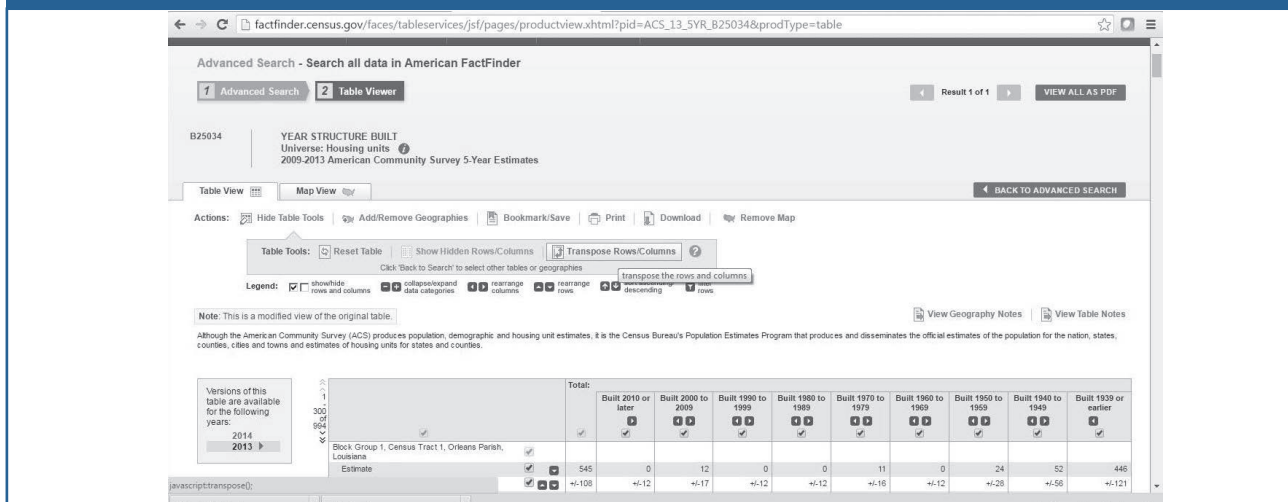 factfinder.census.gov/faces/tableservices/jsf/pages/productview.xhtml?pid=ACS_13_5YR_B25034&prodType=table
Advanced Search - Search all data in American FactFinder
1 Advanced Search 2 Table Viewer Result 1 of 1 VIEW ALL AS PDF
B25034 YEAR STRUCTURE BUILT
Universe: Housing units
2009-2013 American Community Survey 5-Year Estimates
Table View Map View BACK TO ADVANCED SEARCH
Actions: Hide Table Tools | Add/Remove Geographies | Bookmark/Save | Print | Download | Remove Map
Table Tools: Reset Table | Show Hidden Rows/Columns | Transpose Rows/Columns
Click 'Back to Search' to select other tables or geographies
transpose the rows and columns
Legend: show/hide rows and columns collapse/expand data categories rearrange columns rearrange rows descending rows
Note: This is a modified view of the original table. View Geography Notes | View Table Notes
Although the American Community Survey (ACS) produces population, demographic and housing unit estimates, it is the Census Bureau's Population Estimates Program that produces and disseminates the official estimates of the population for the nation, states,
counties, cities and towns and estimates of housing units for states and counties.
Versions of this
table are available
for the following
years:
2014
2013
1
-
300
of
994
Total:
Built 2010 or later Built 2000 to 2009 Built 1990 to 1999 Built 1980 to 1989 Built 1970 to 1979 Built 1960 to 1969 Built 1950 to 1959 Built 1940 to 1949 Built 1939 or earlier
Block Group 1, Census Tract 1, Orleans Parish,
Louisiana
Estimate 545 0 12 0 0 11 0 24 52 446
+/-108 +/-12 +/-17 +/-12 +/-12 +/-16 +/-12 +/-28 +/-56 +/-121
javascript:transpose();